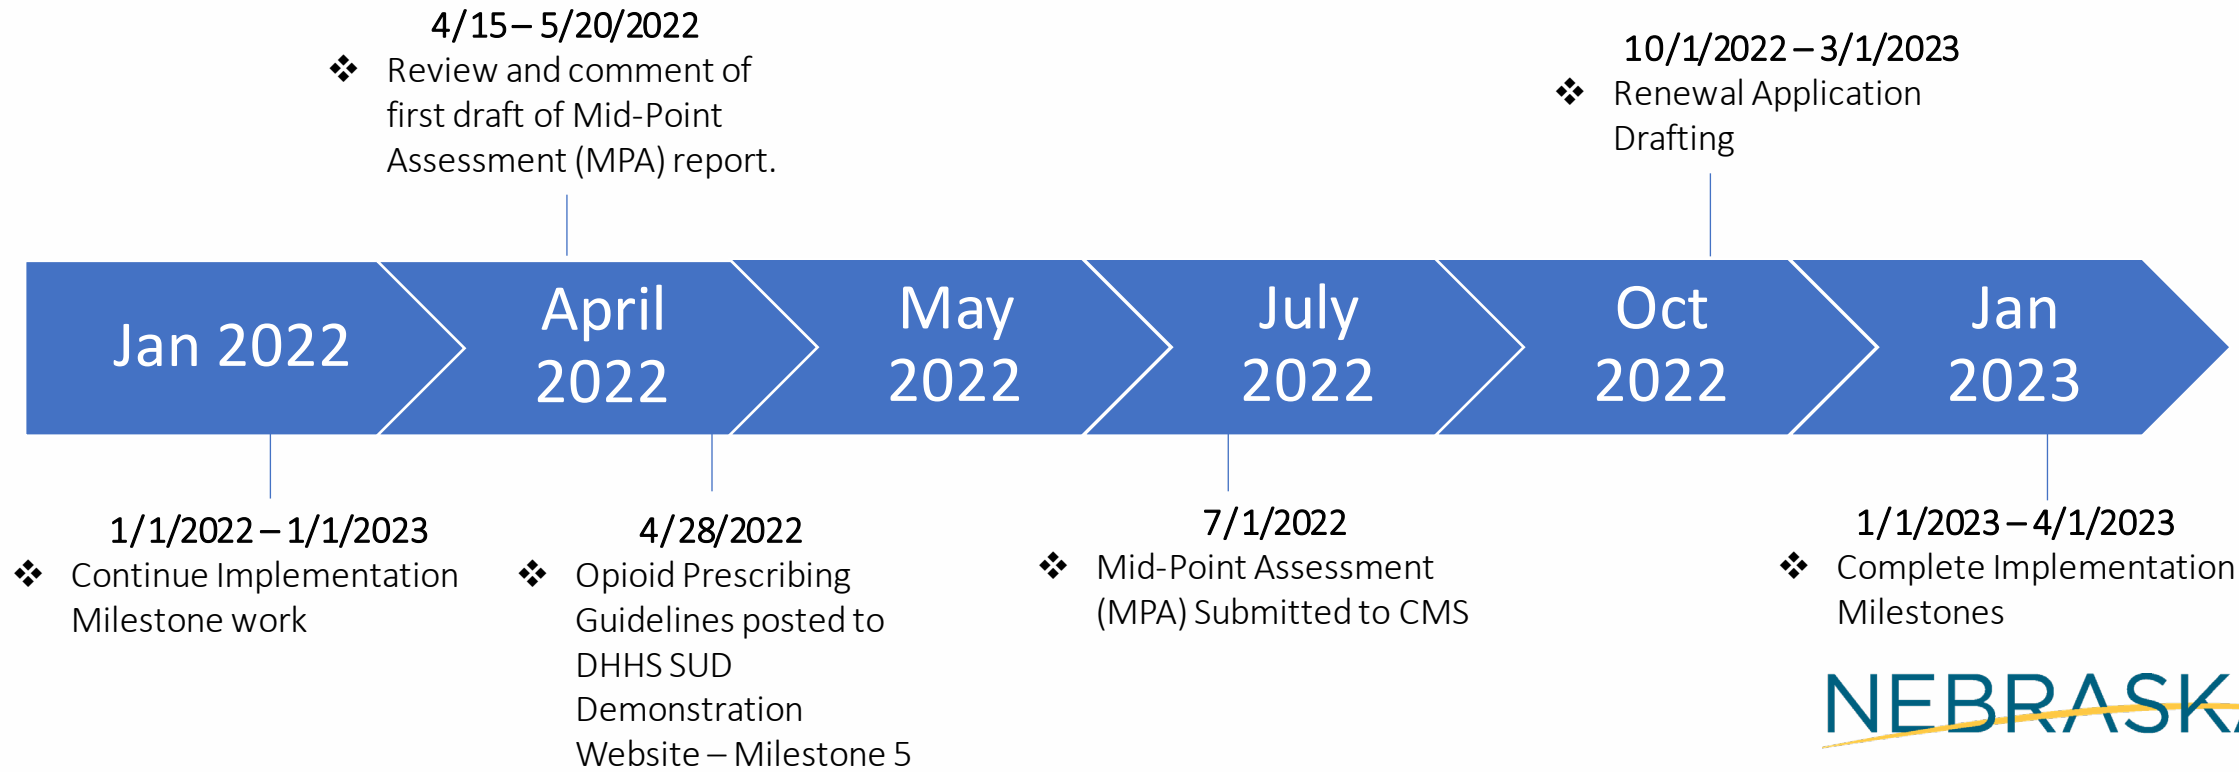 4/15 – 5/20/2022
❖ Review and comment of
first draft of Mid-Point
Assessment (MPA) report.
10/1/2022 – 3/1/2023
❖ Renewal Application
Drafting
Jan 2022
April
2022
May
2022
July
2022
Oct
2022
Jan
2023
1/1/2022 – 1/1/2023
❖ Continue Implementation
Milestone work
4/28/2022
❖ Opioid Prescribing
Guidelines posted to
DHHS SUD
Demonstration
Website – Milestone 5
7/1/2022
❖ Mid-Point Assessment
(MPA) Submitted to CMS
1/1/2023 – 4/1/2023
❖ Complete Implementation
Milestones
NEBRASKA